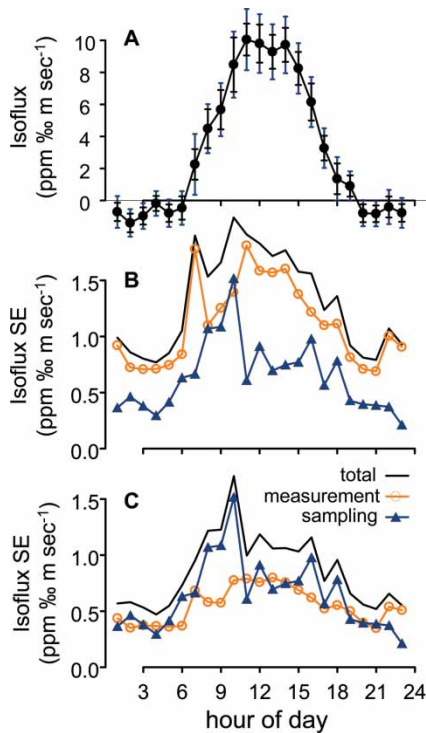 A
Isoflux
(ppm ‰ m sec⁻¹)
10
8
6
4
2
0
B
Isoflux SE
(ppm ‰ m sec⁻¹)
1.5
1.0
0.5
0.0
C
total
measurement
sampling
Isoflux SE
(ppm ‰ m sec⁻¹)
1.5
1.0
0.5
0.0
3 6 9 12 15 18 21 24
hour of day